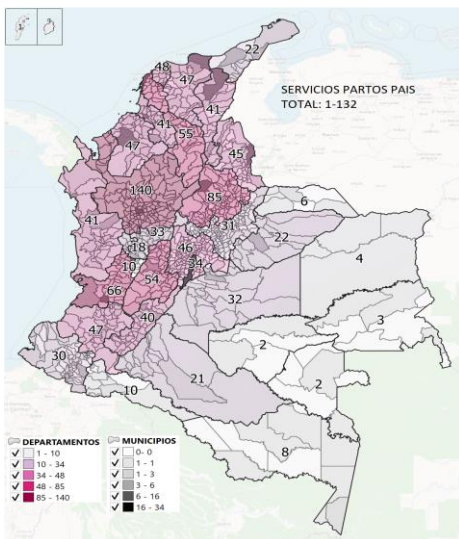 1
2
22
48
47
SERVICIOS PARTOS PAIS
TOTAL: 1-132
41
41
55
47
45
140
85
6
41
33
31
22
18
46
34
4
10
54
66
32
3
47
40
2
30
21
2
10
8
DEPARTAMENTOS
✓ 1 - 10
✓ 10 - 34
✓ 34 - 48
✓ 48 - 85
✓ 85 - 140
MUNICIPIOS
✓ 0 - 0
✓ 1 - 1
✓ 1 - 3
✓ 3 - 6
✓ 6 - 16
✓ 16 - 34